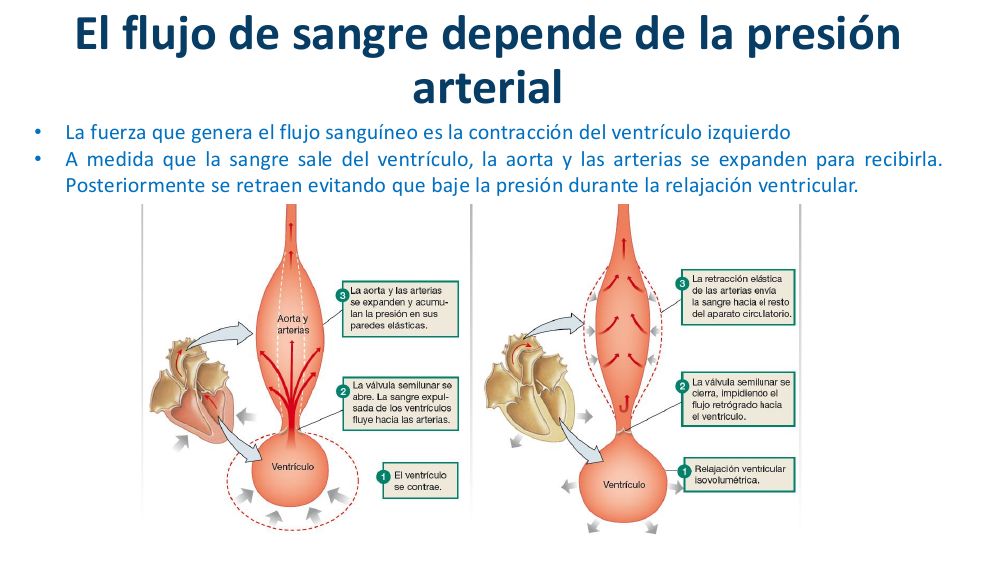 El flujo de sangre depende de la presión
arterial
• La fuerza que genera el flujo sanguíneo es la contracción del ventrículo izquierdo
• A medida que la sangre sale del ventrículo, la aorta y las arterias se expanden para recibirla.
Posteriormente se retraen evitando que baje la presión durante la relajación ventricular.
3 La aorta y las arterias
se expanden y acumu-
lan la presión en sus
paredes elásticas.
Aorta y
arterias
2 La válvula semilunar se
abre. La sangre expul-
sada de los ventrículos
fluye hacia las arterias.
Ventrículo
1 El ventrículo
se contrae.
3 La retracción elástica
de las arterias envía
la sangre hacia el resto
del aparato circulatorio.
2 La válvula semilunar se
cierra, impidiendo el
flujo retrógrado hacia
el ventrículo.
1 Relajación ventricular
isovolumétrica.
Ventrículo